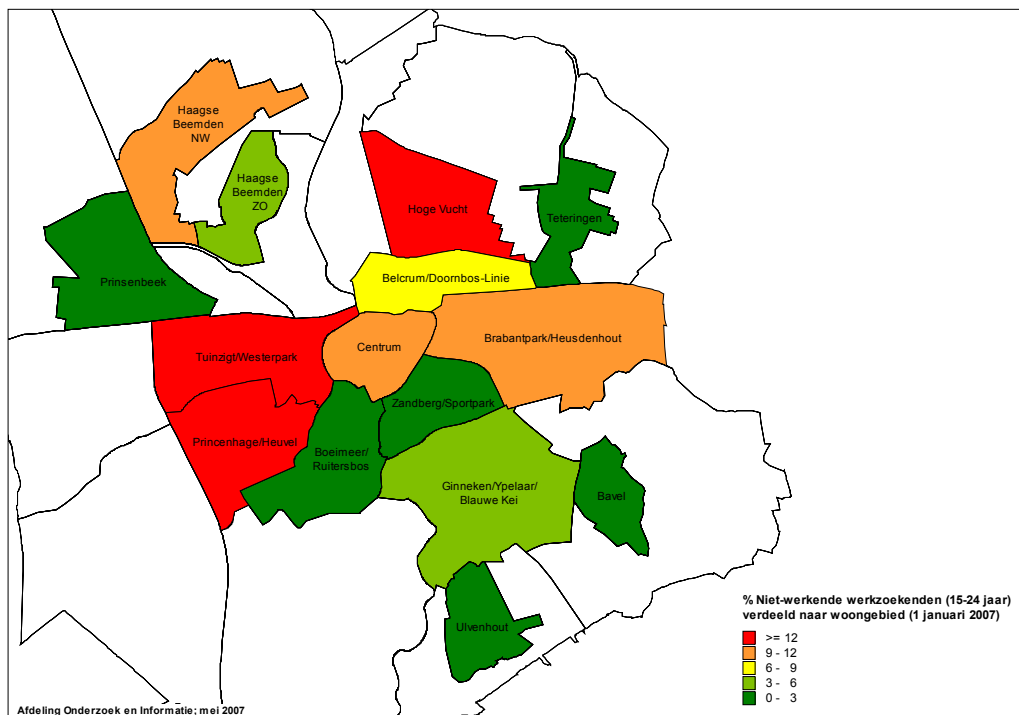 Haagse
Beemden
NW
Haagse
Beemden
ZO
Hoge Vucht
Teteringen
Prinsenbeek
Belcrum/Doornbos-Linie
Tuinzigt/Westerpark
Centrum
Brabantpark/Heusdenhout
Zandberg/Sportpark
Princenhage/Heuvel
Boeimeer/
Ruitersbos
Ginneken/Ypelaar/
Blauwe Kei
Bavel
Ulvenhout
% Niet-werkende werkzoekenden (15-24 jaar)
verdeeld naar woongebied (1 januari 2007)
>= 12
9 - 12
6 - 9
3 - 6
0 - 3
Afdeling Onderzoek en Informatie; mei 2007